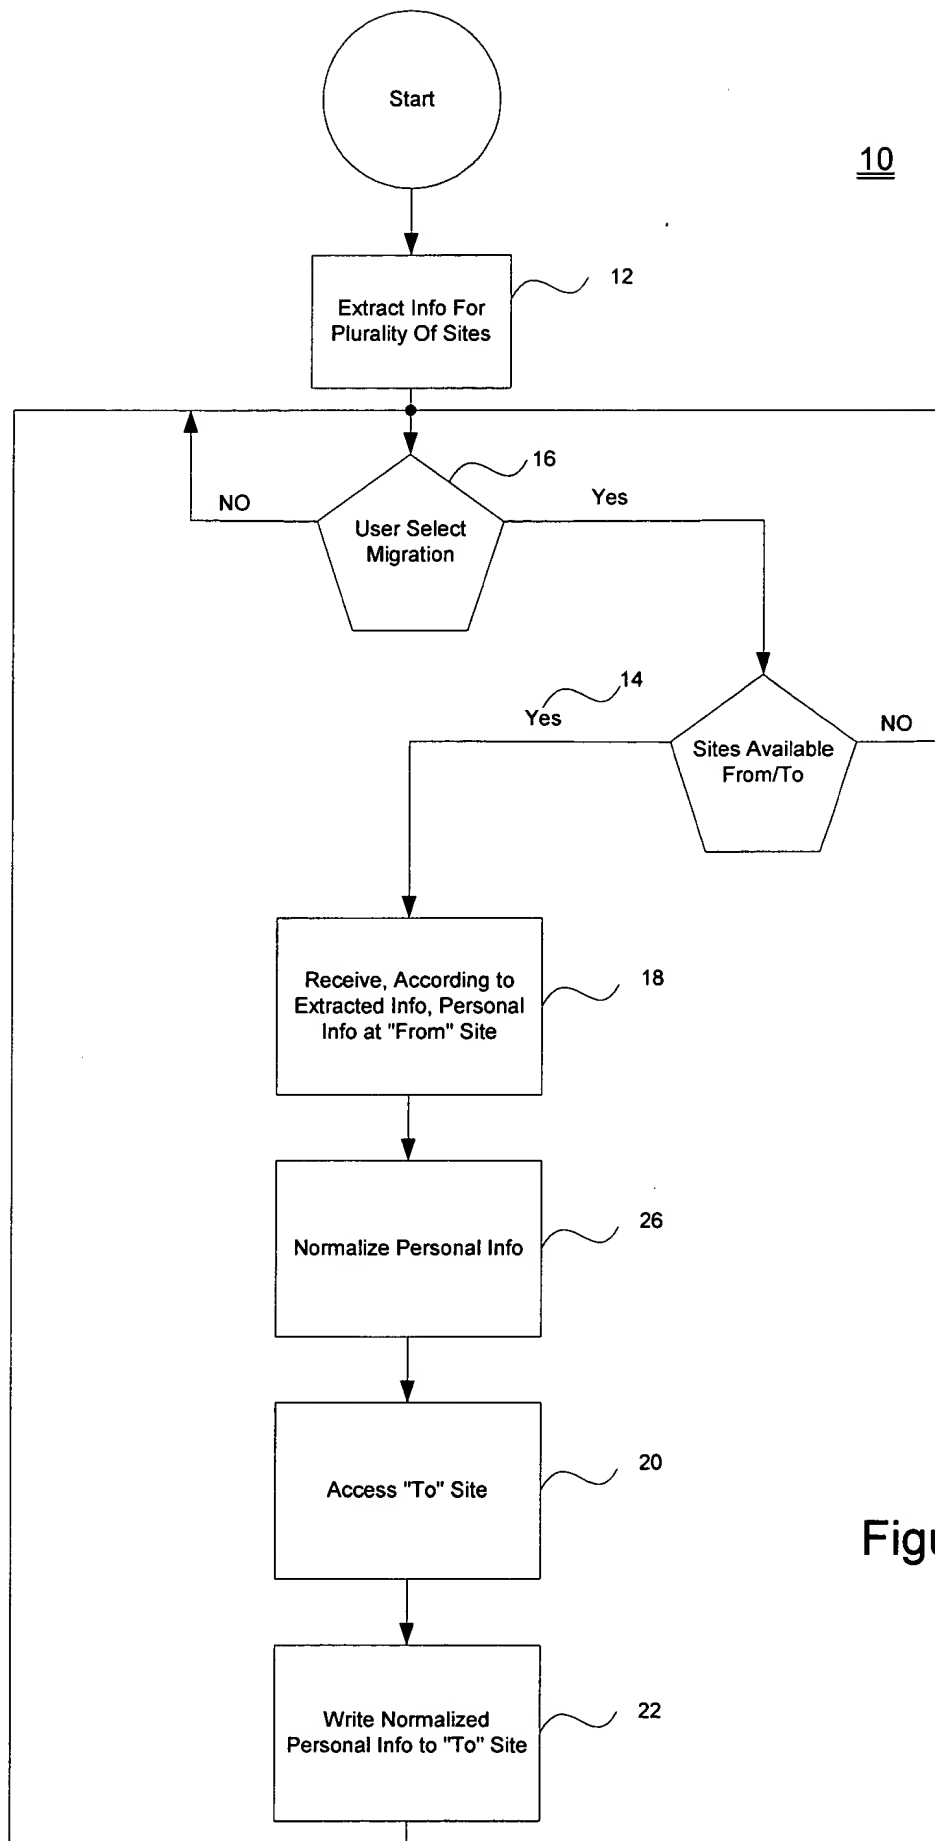 Start
10
12
Extract Info For
Plurality Of Sites
16
NO
Yes
User Select
Migration
14
Yes
NO
Sites Available
From/To
18
Receive, According to
Extracted Info, Personal
Info at "From" Site
26
Normalize Personal Info
20
Access "To" Site
Figu
22
Write Normalized
Personal Info to "To" Site